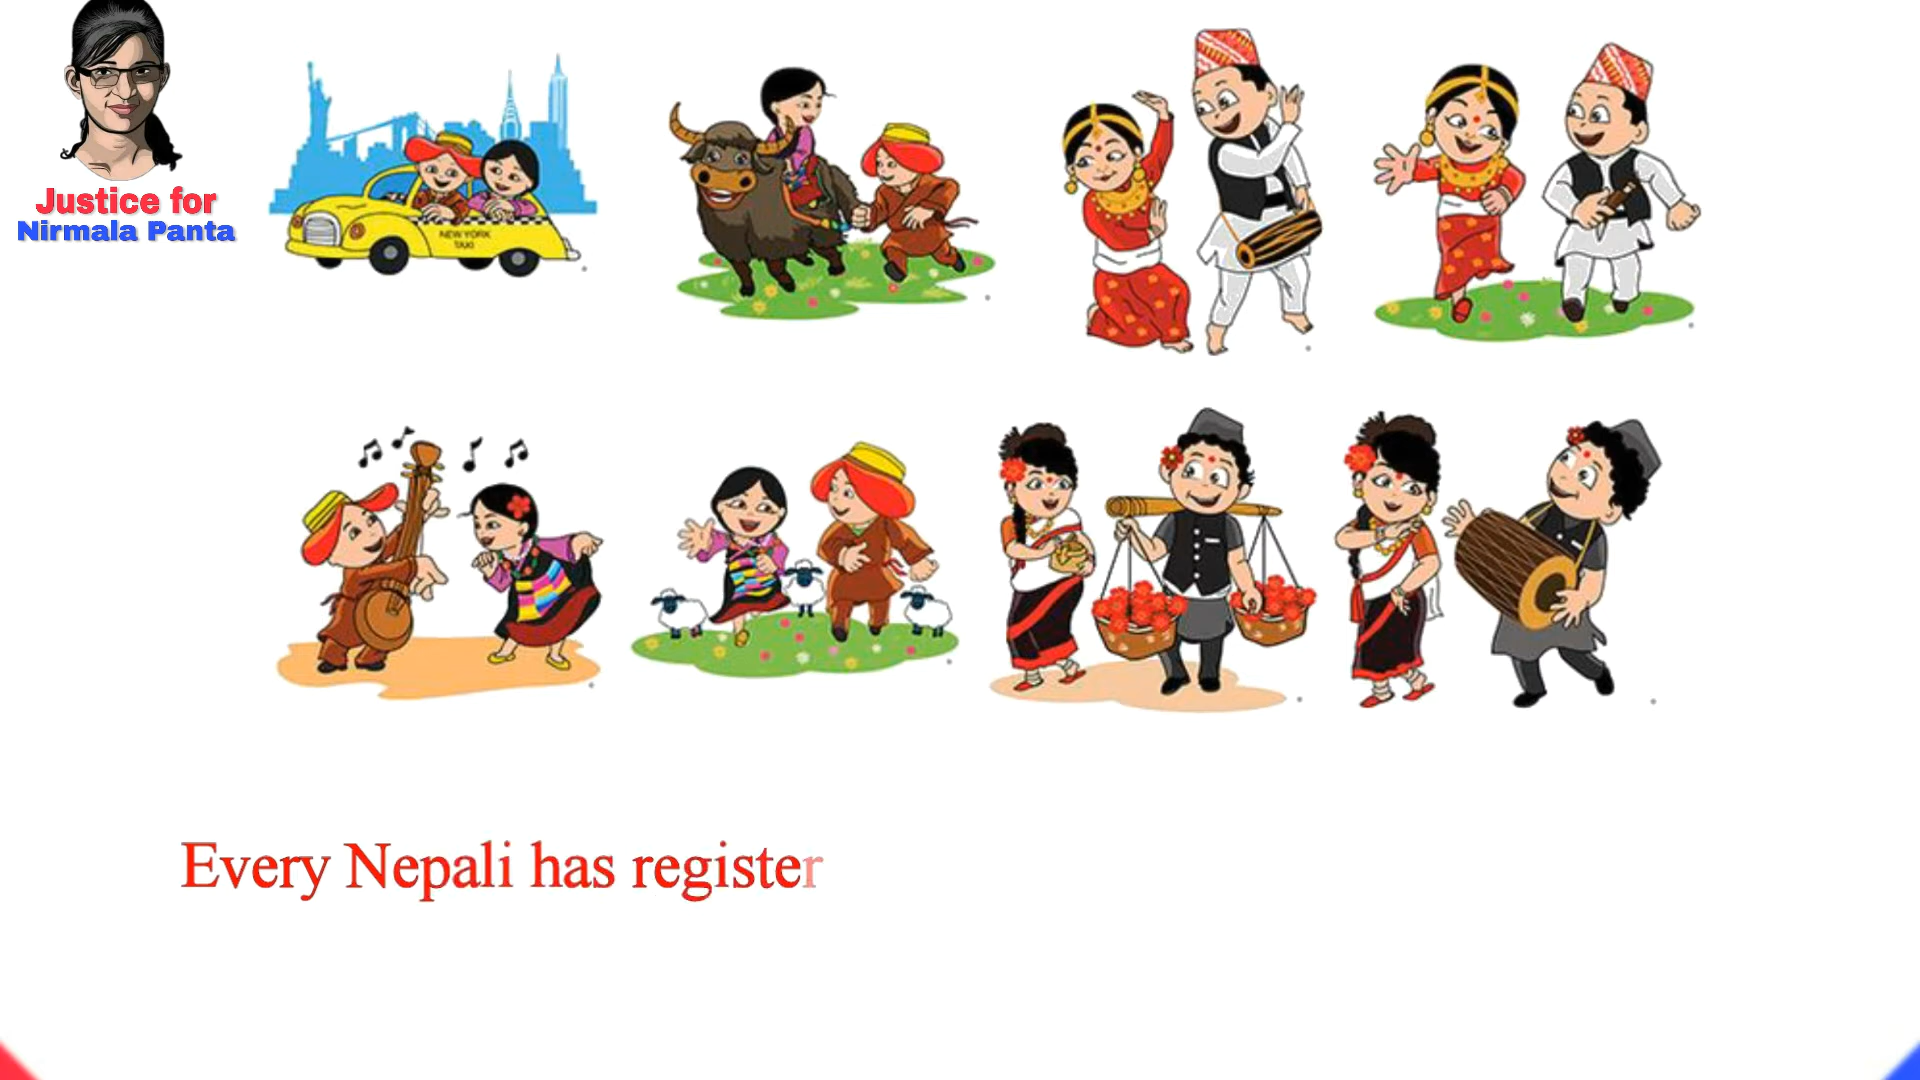 Justice for
Nirmala Panta
NEW YORK
TAXI
Every Nepali has register